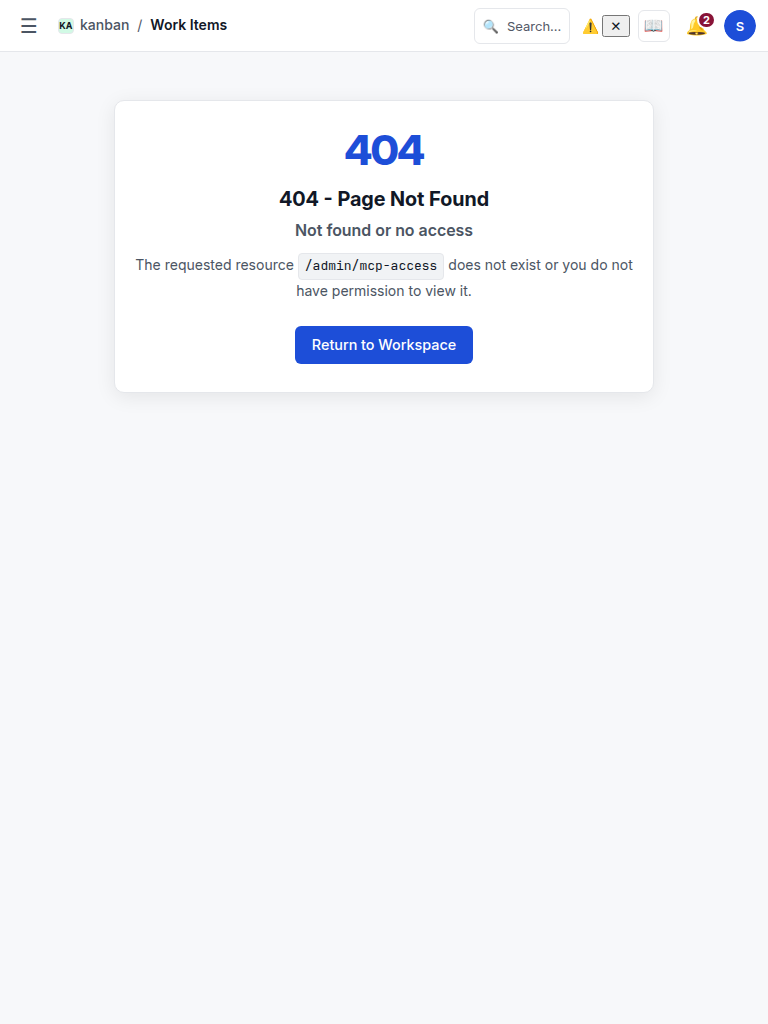 ☰ KA kanban / Work Items 🔍 Search... ⚠️ ✕ 📖 🔔 2 S
404
404 - Page Not Found
Not found or no access
The requested resource /admin/mcp-access does not exist or you do not
have permission to view it.
Return to Workspace